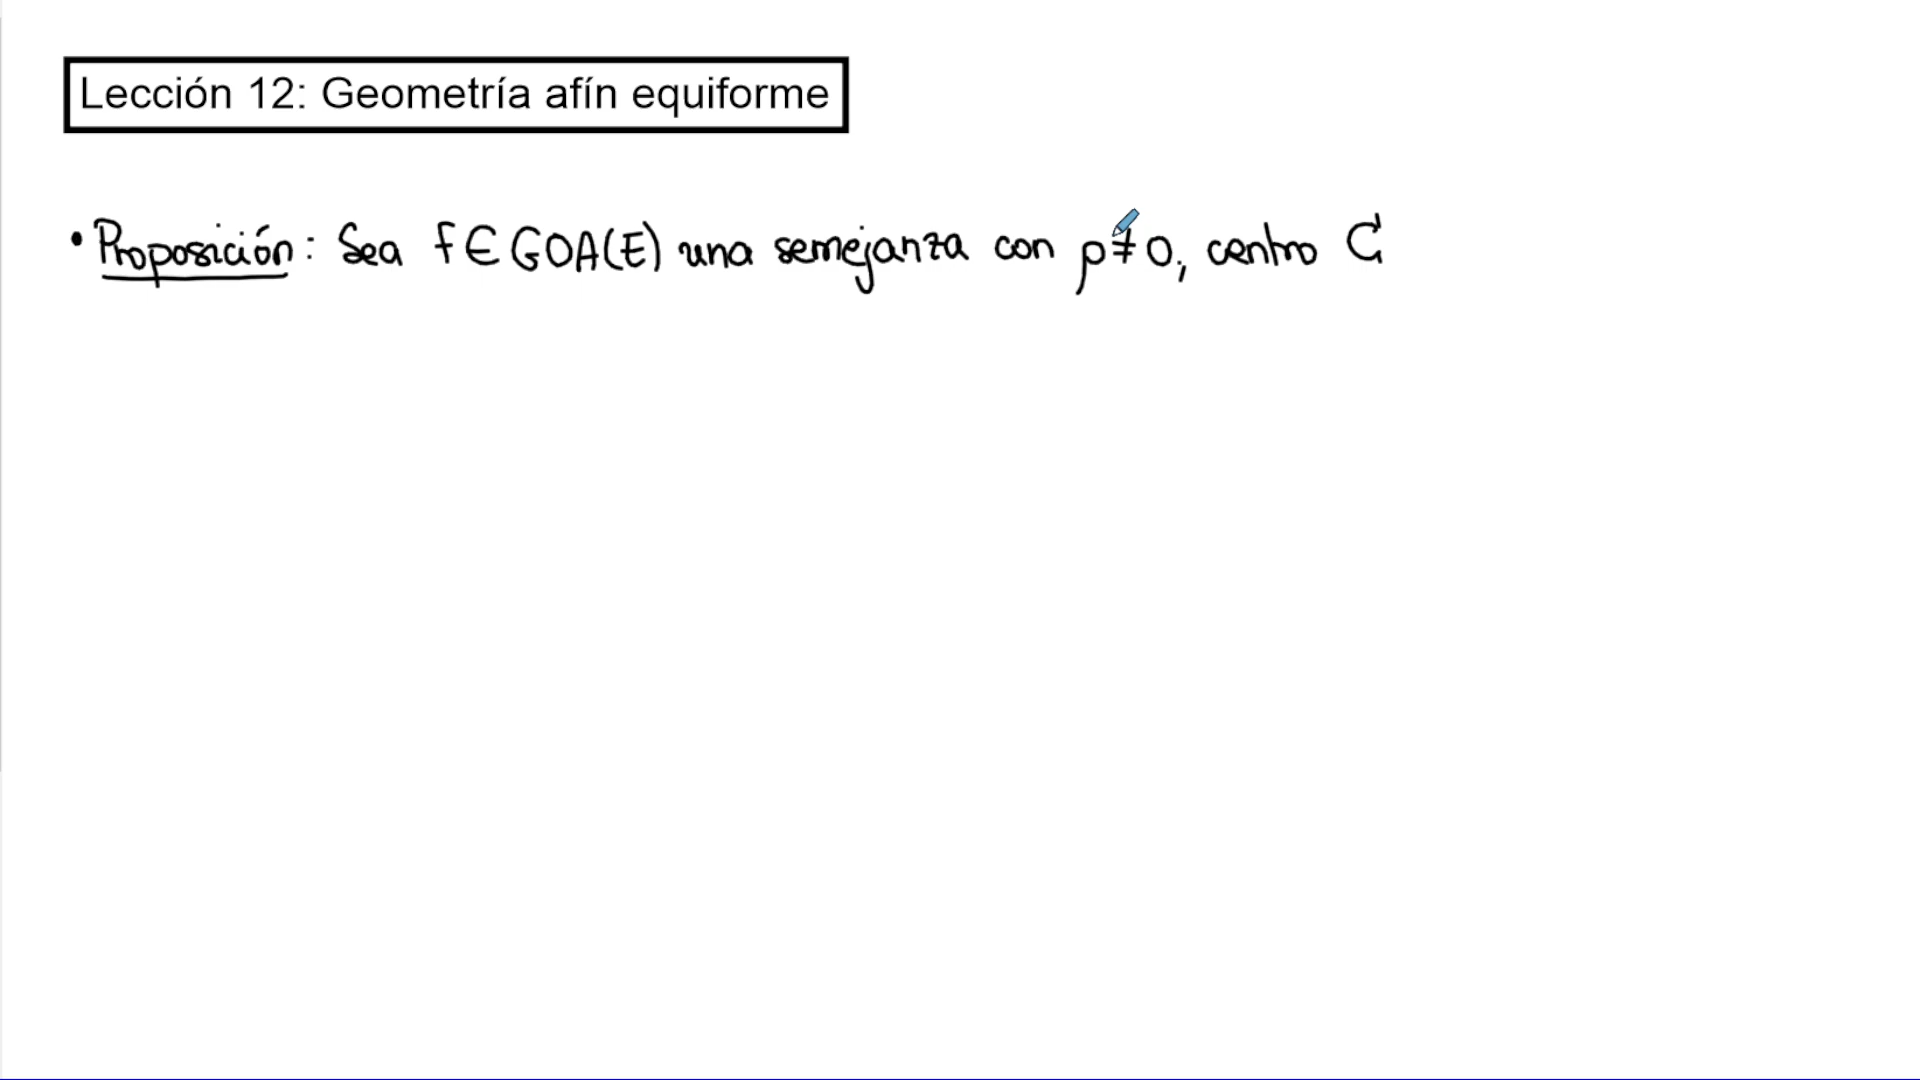 Lección 12: Geometría afín equiforme
• Proposición: Sea f ∈ GOA(E) una semejanza con ρ ≠ 0, centro C